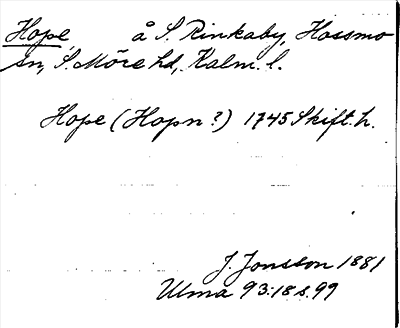 Hope, å S. Rinkaby, Hossmo
sn, S. Möre hd, Kalm. l.
Hope (Hopn?) 1745 Skift. h.
J. Jonsson 1881
Ulma 93:18 s. 99